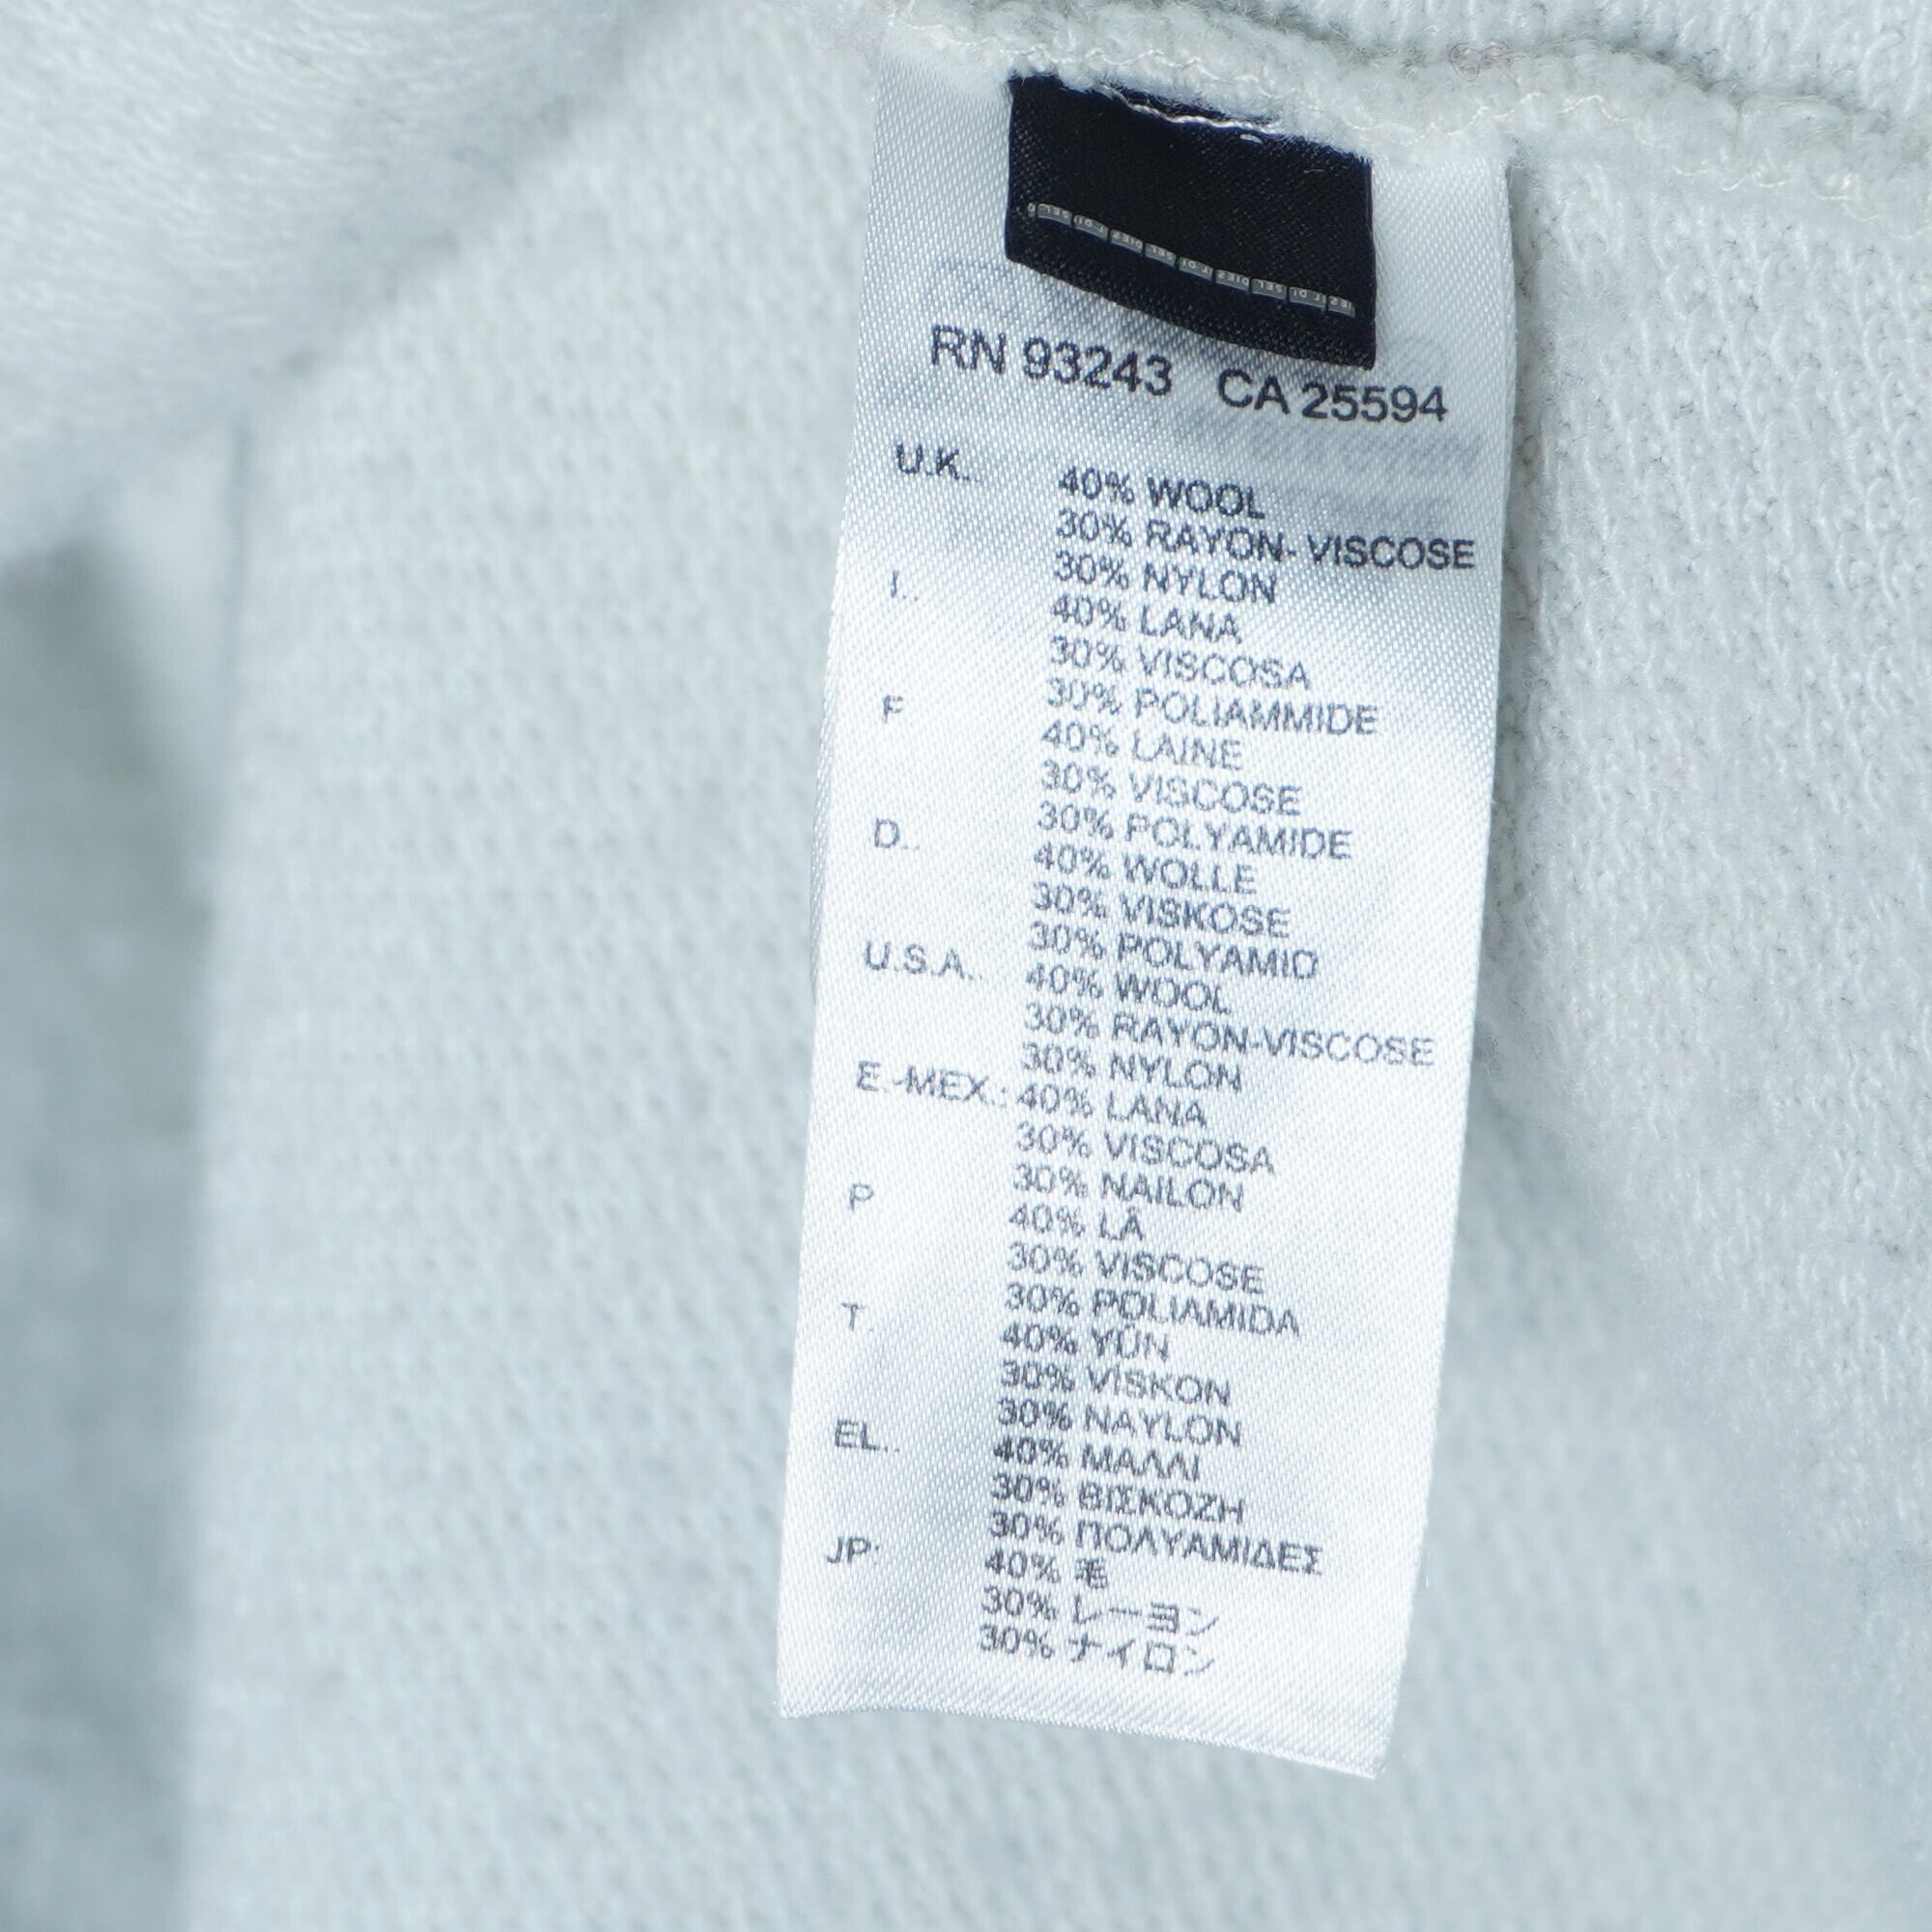 RN 93243 CA 25594
U.K. 40% WOOL
30% RAYON- VISCOSE
30% NYLON
I.. 40% LANA
30% VISCOSA
30% POLIAMMIDE
F 40% LAINE
30% VISCOSE
30% POLYAMIDE
D.. 40% WOLLE
30% VISKOSE
30% POLYAMID
U.S.A.. 40% WOOL
30% RAYON-VISCOSE
30% NYLON
E.-MEX.: 40% LANA
30% VISCOSA
30% NAILON
P 40% LÃ
30% VISCOSE
30% POLIAMIDA
T. 40% YÜN
30% VİSKON
30% NAYLON
EL.. 40% ΜΑΛΛΙ
30% ΒΙΣΚΟΖΗ
30% ΠΟΛΥΑΜΙΔΕΣ
JP 40% 毛
30% レーヨン
30% ナイロン